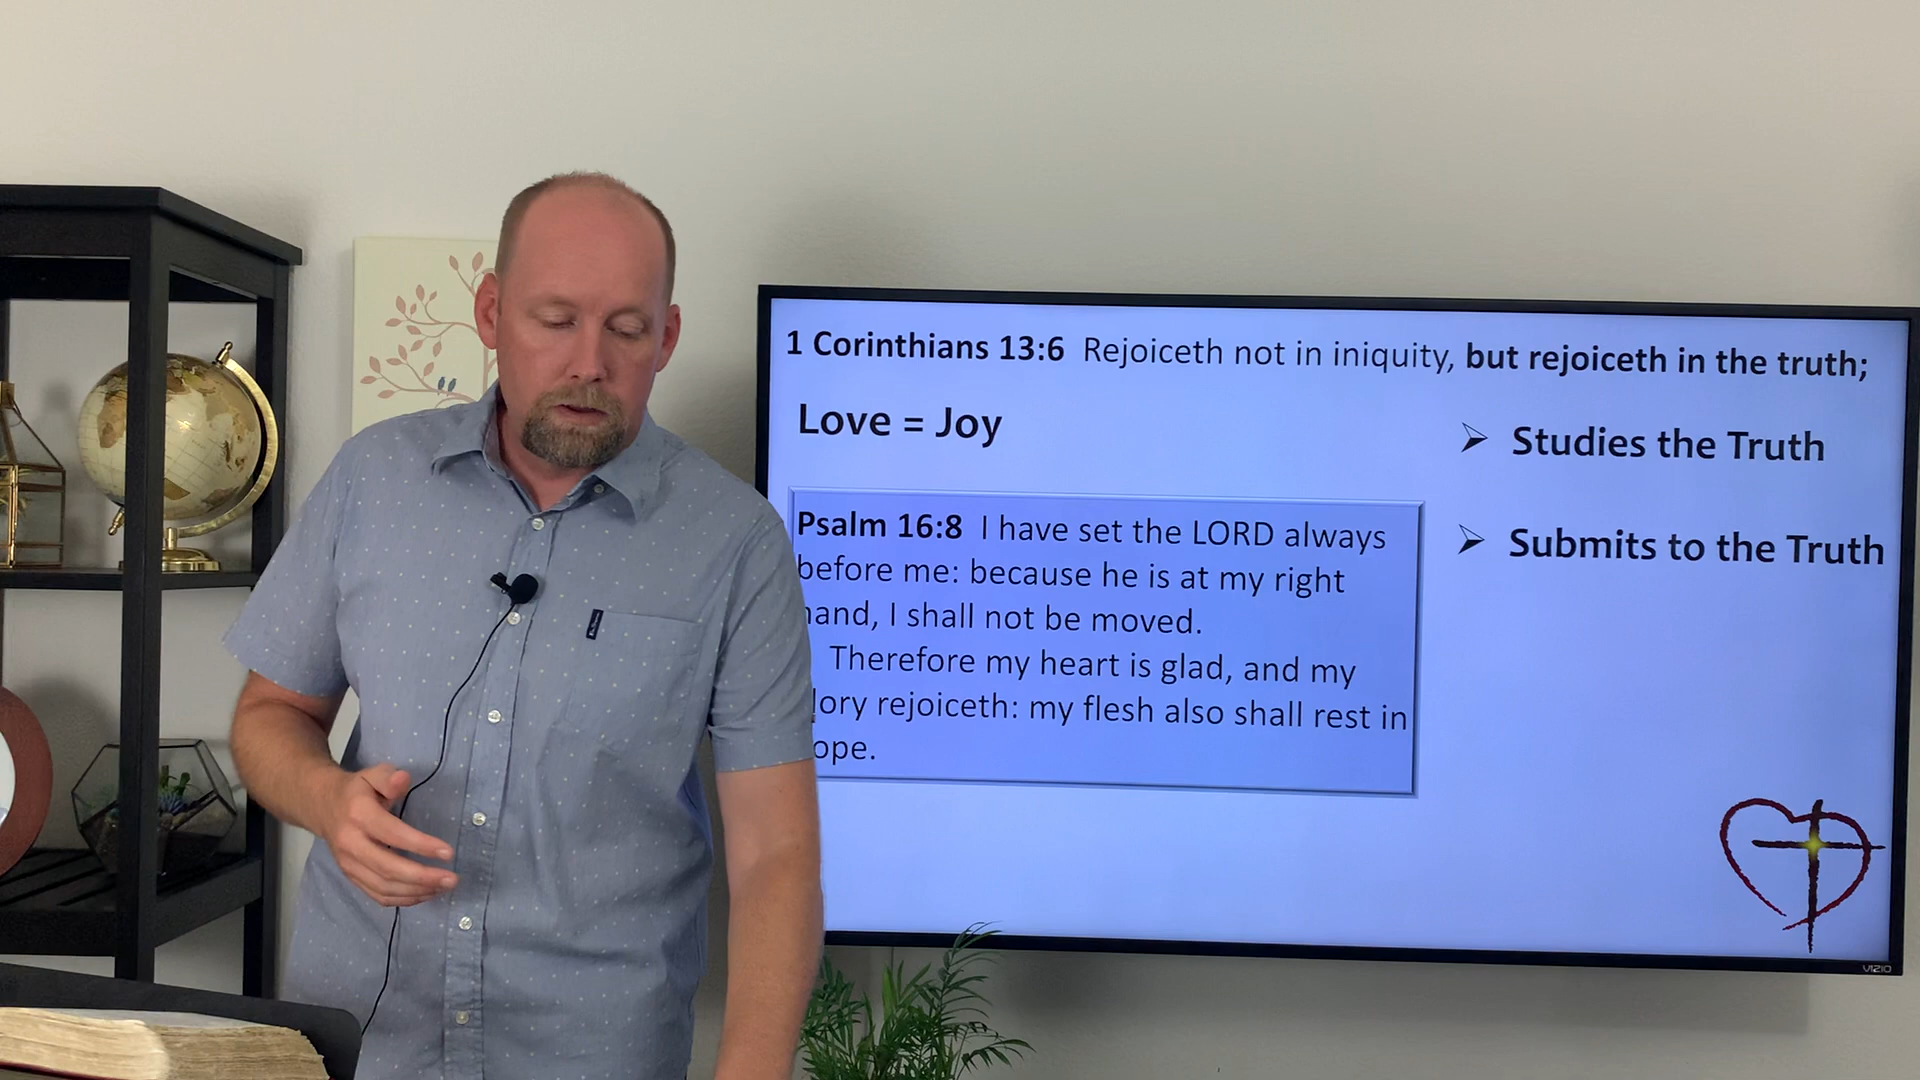 1 Corinthians 13:6 Rejoiceth not in iniquity, but rejoiceth in the truth;
Love = Joy
➢ Studies the Truth
➢ Submits to the Truth
Psalm 16:8 I have set the LORD always
before me: because he is at my right
hand, I shall not be moved.
Therefore my heart is glad, and my
lory rejoiceth: my flesh also shall rest in
ope.
VIZIO